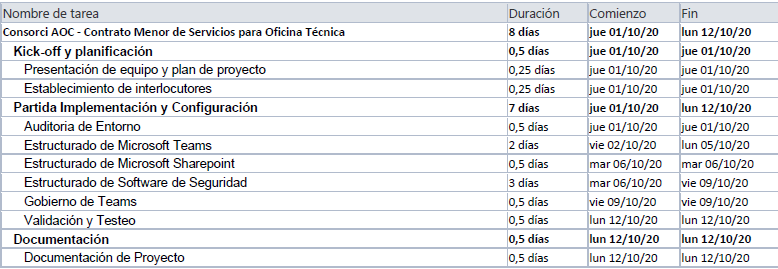 Nombre de tarea Duración Comienzo Fin
Consorci AOC - Contrato Menor de Servicios para Oficina Técnica 8 días jue 01/10/20 lun 12/10/20
Kick-off y planificación 0,5 días jue 01/10/20 jue 01/10/20
Presentación de equipo y plan de proyecto 0,25 días jue 01/10/20 jue 01/10/20
Establecimiento de interlocutores 0,25 días jue 01/10/20 jue 01/10/20
Partida Implementación y Configuración 7 días jue 01/10/20 lun 12/10/20
Auditoria de Entorno 0,5 días jue 01/10/20 jue 01/10/20
Estructurado de Microsoft Teams 2 días vie 02/10/20 lun 05/10/20
Estructurado de Microsoft Sharepoint 0,5 días mar 06/10/20 mar 06/10/20
Estructurado de Software de Seguridad 3 días mar 06/10/20 vie 09/10/20
Gobierno de Teams 0,5 días vie 09/10/20 vie 09/10/20
Validación y Testeo 0,5 días lun 12/10/20 lun 12/10/20
Documentación 0,5 días lun 12/10/20 lun 12/10/20
Documentación de Proyecto 0,5 días lun 12/10/20 lun 12/10/20